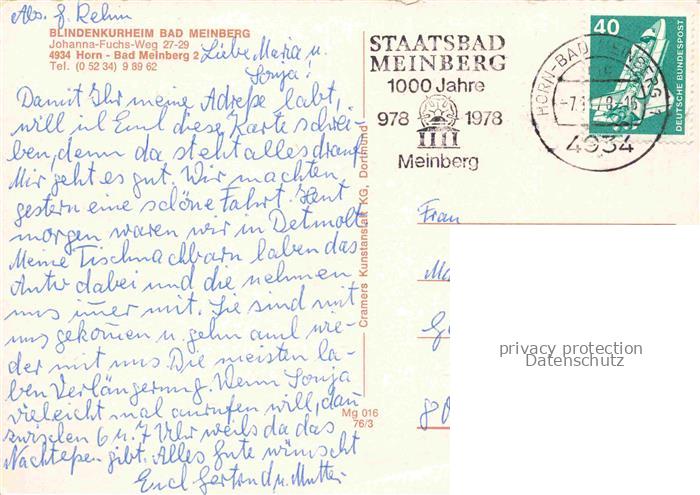 Abs. f. Rehm
BLINDENKURHEIM BAD MEINBERG
Johanna-Fuchs-Weg 27-29
4934 Horn - Bad Meinberg 2
Tel. (0 52 34) 9 89 62
Liebe Maria u.
Sonja!
Damit Ihr meine Adreße habt,
will ich Euch diese Karte schrei-
ben, denn da steht alles drauf
Mir geht es gut. Wir machten
gestern eine schöne Fahrt. Heut
morgen waren wir in Detmold
Meine Tischnachbarn haben das
Auto dabei und die nehmen
uns immer mit. Sie sind mit
uns gekommen u. gehn auch wie-
der mit uns. Die meisten ha-
ben Verlängerung. Wenn Sonja
vielleicht mal anrufen will, dann
zwischen 6 u. 7 Uhr weils da das
Nachteßen gibt. Alles Gute wünscht
Euch Gertrud u. Mutter
Cramers Kunstanstalt KG, Dortmund
Mg 016
76/3
STAATSBAD
MEINBERG
1000 Jahre
978 1978
Meinberg
HORN-BAD MEINBERG 1
4934
40
DEUTSCHE BUNDESPOST
Frau
privacy protection
Datenschutz